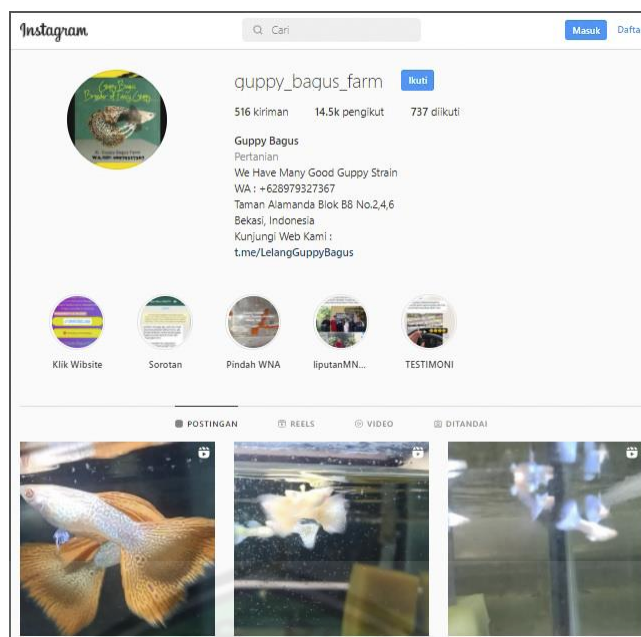 Instagram
Cari
Masuk
Dafta
guppy_bagus_farm
Ikuti
516 kiriman 14.5k pengikut 737 diikuti
Guppy Bagus
Pertanian
We Have Many Good Guppy Strain
WA : +628979327367
Taman Alamanda Blok B8 No.2,4,6
Bekasi, Indonesia
Kunjungi Web Kami :
t.me/LelangGuppyBagus
Klik Wibsite Sorotan Pindah WNA liputanMN... TESTIMONI
POSTINGAN REELS VIDEO DITANDAI